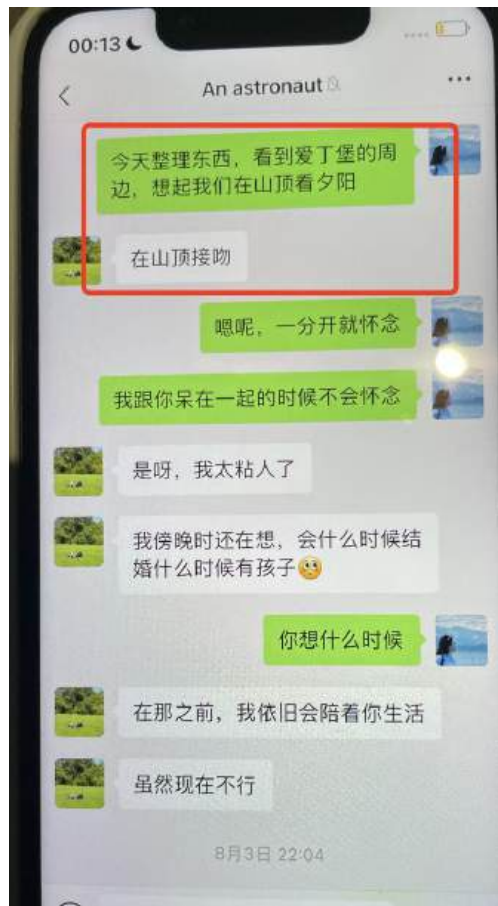 00:13
An astronaut
今天整理东西，看到爱丁堡的周
边，想起我们在山顶看夕阳
在山顶接吻
嗯呢，一分开就怀念
我跟你呆在一起的时候不会怀念
是呀，我太粘人了
我傍晚时还在想，会什么时候结
婚什么时候有孩子
你想什么时候
在那之前，我依旧会陪着你生活
虽然现在不行
8月3日 22:04